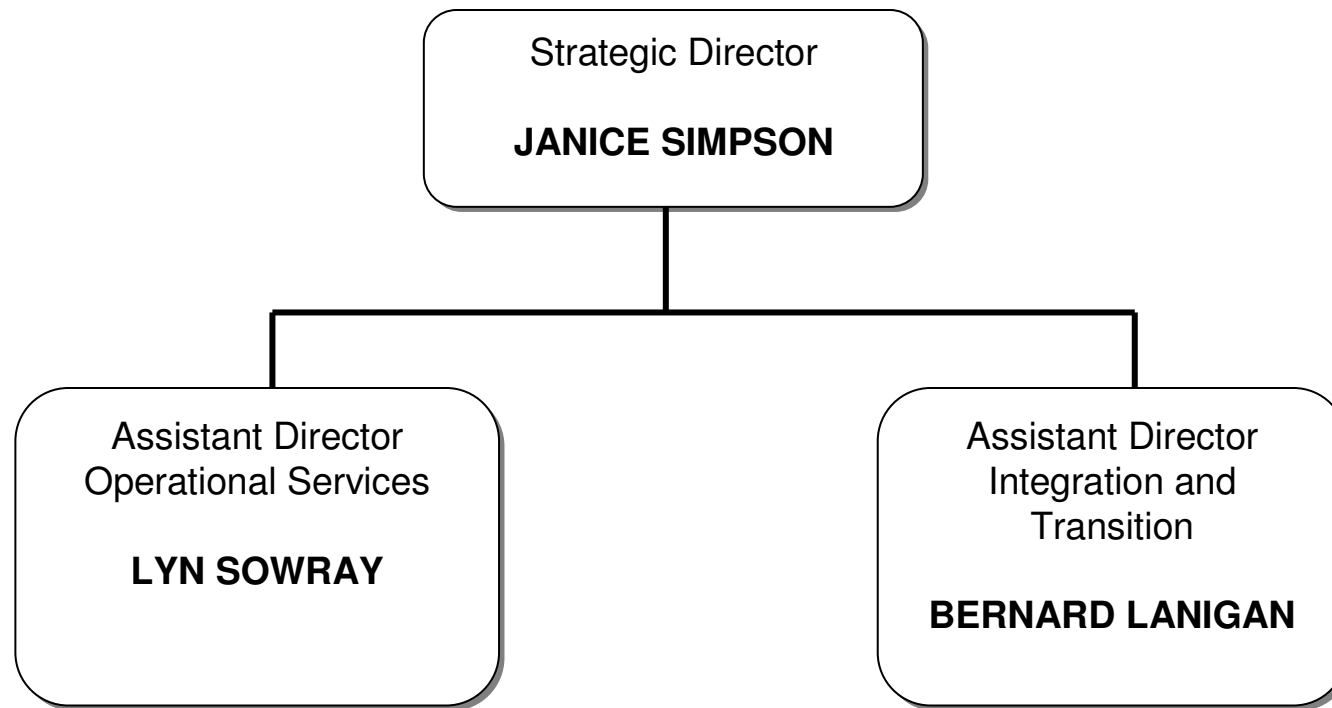 Strategic Director
JANICE SIMPSON
Assistant Director
Operational Services
LYN SOWRAY
Assistant Director
Integration and
Transition
BERNARD LANIGAN